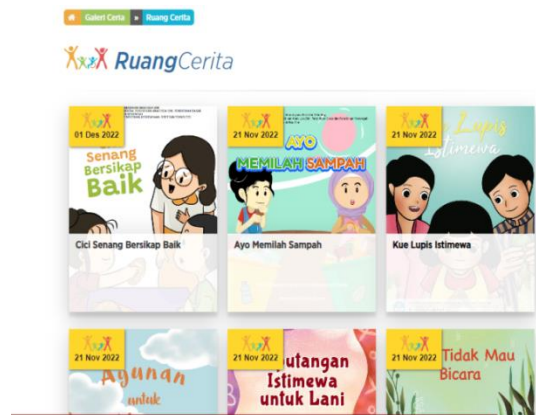 Galeri Ceria » Ruang Cerita
RuangCerita
01 Des 2022
Senang
Bersikap
Baik
Cici Senang Bersikap Baik
21 Nov 2022
AYO
MEMILAH SAMPAH
Ayo Memilah Sampah
21 Nov 2022
Lupis
Istimewa
Kue Lupis Istimewa
21 Nov 2022
Ayunan
untuk
21 Nov 2022
utangan
Istimewa
untuk Lani
21 Nov 2022
Tidak Mau
Bicara